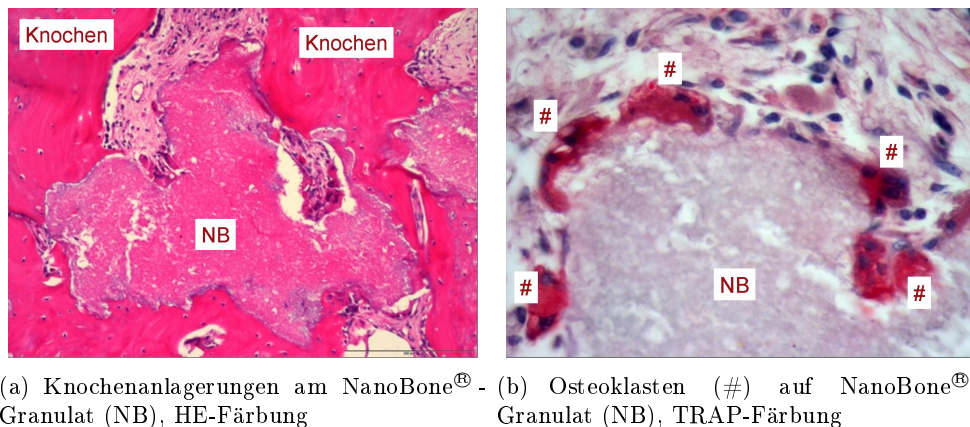 Knochen
Knochen
NB
#
#
#
#
#
NB
(a) Knochenanlagerungen am NanoBone®-
Granulat (NB), HE-Färbung
(b) Osteoklasten (#) auf NanoBone®
Granulat (NB), TRAP-Färbung